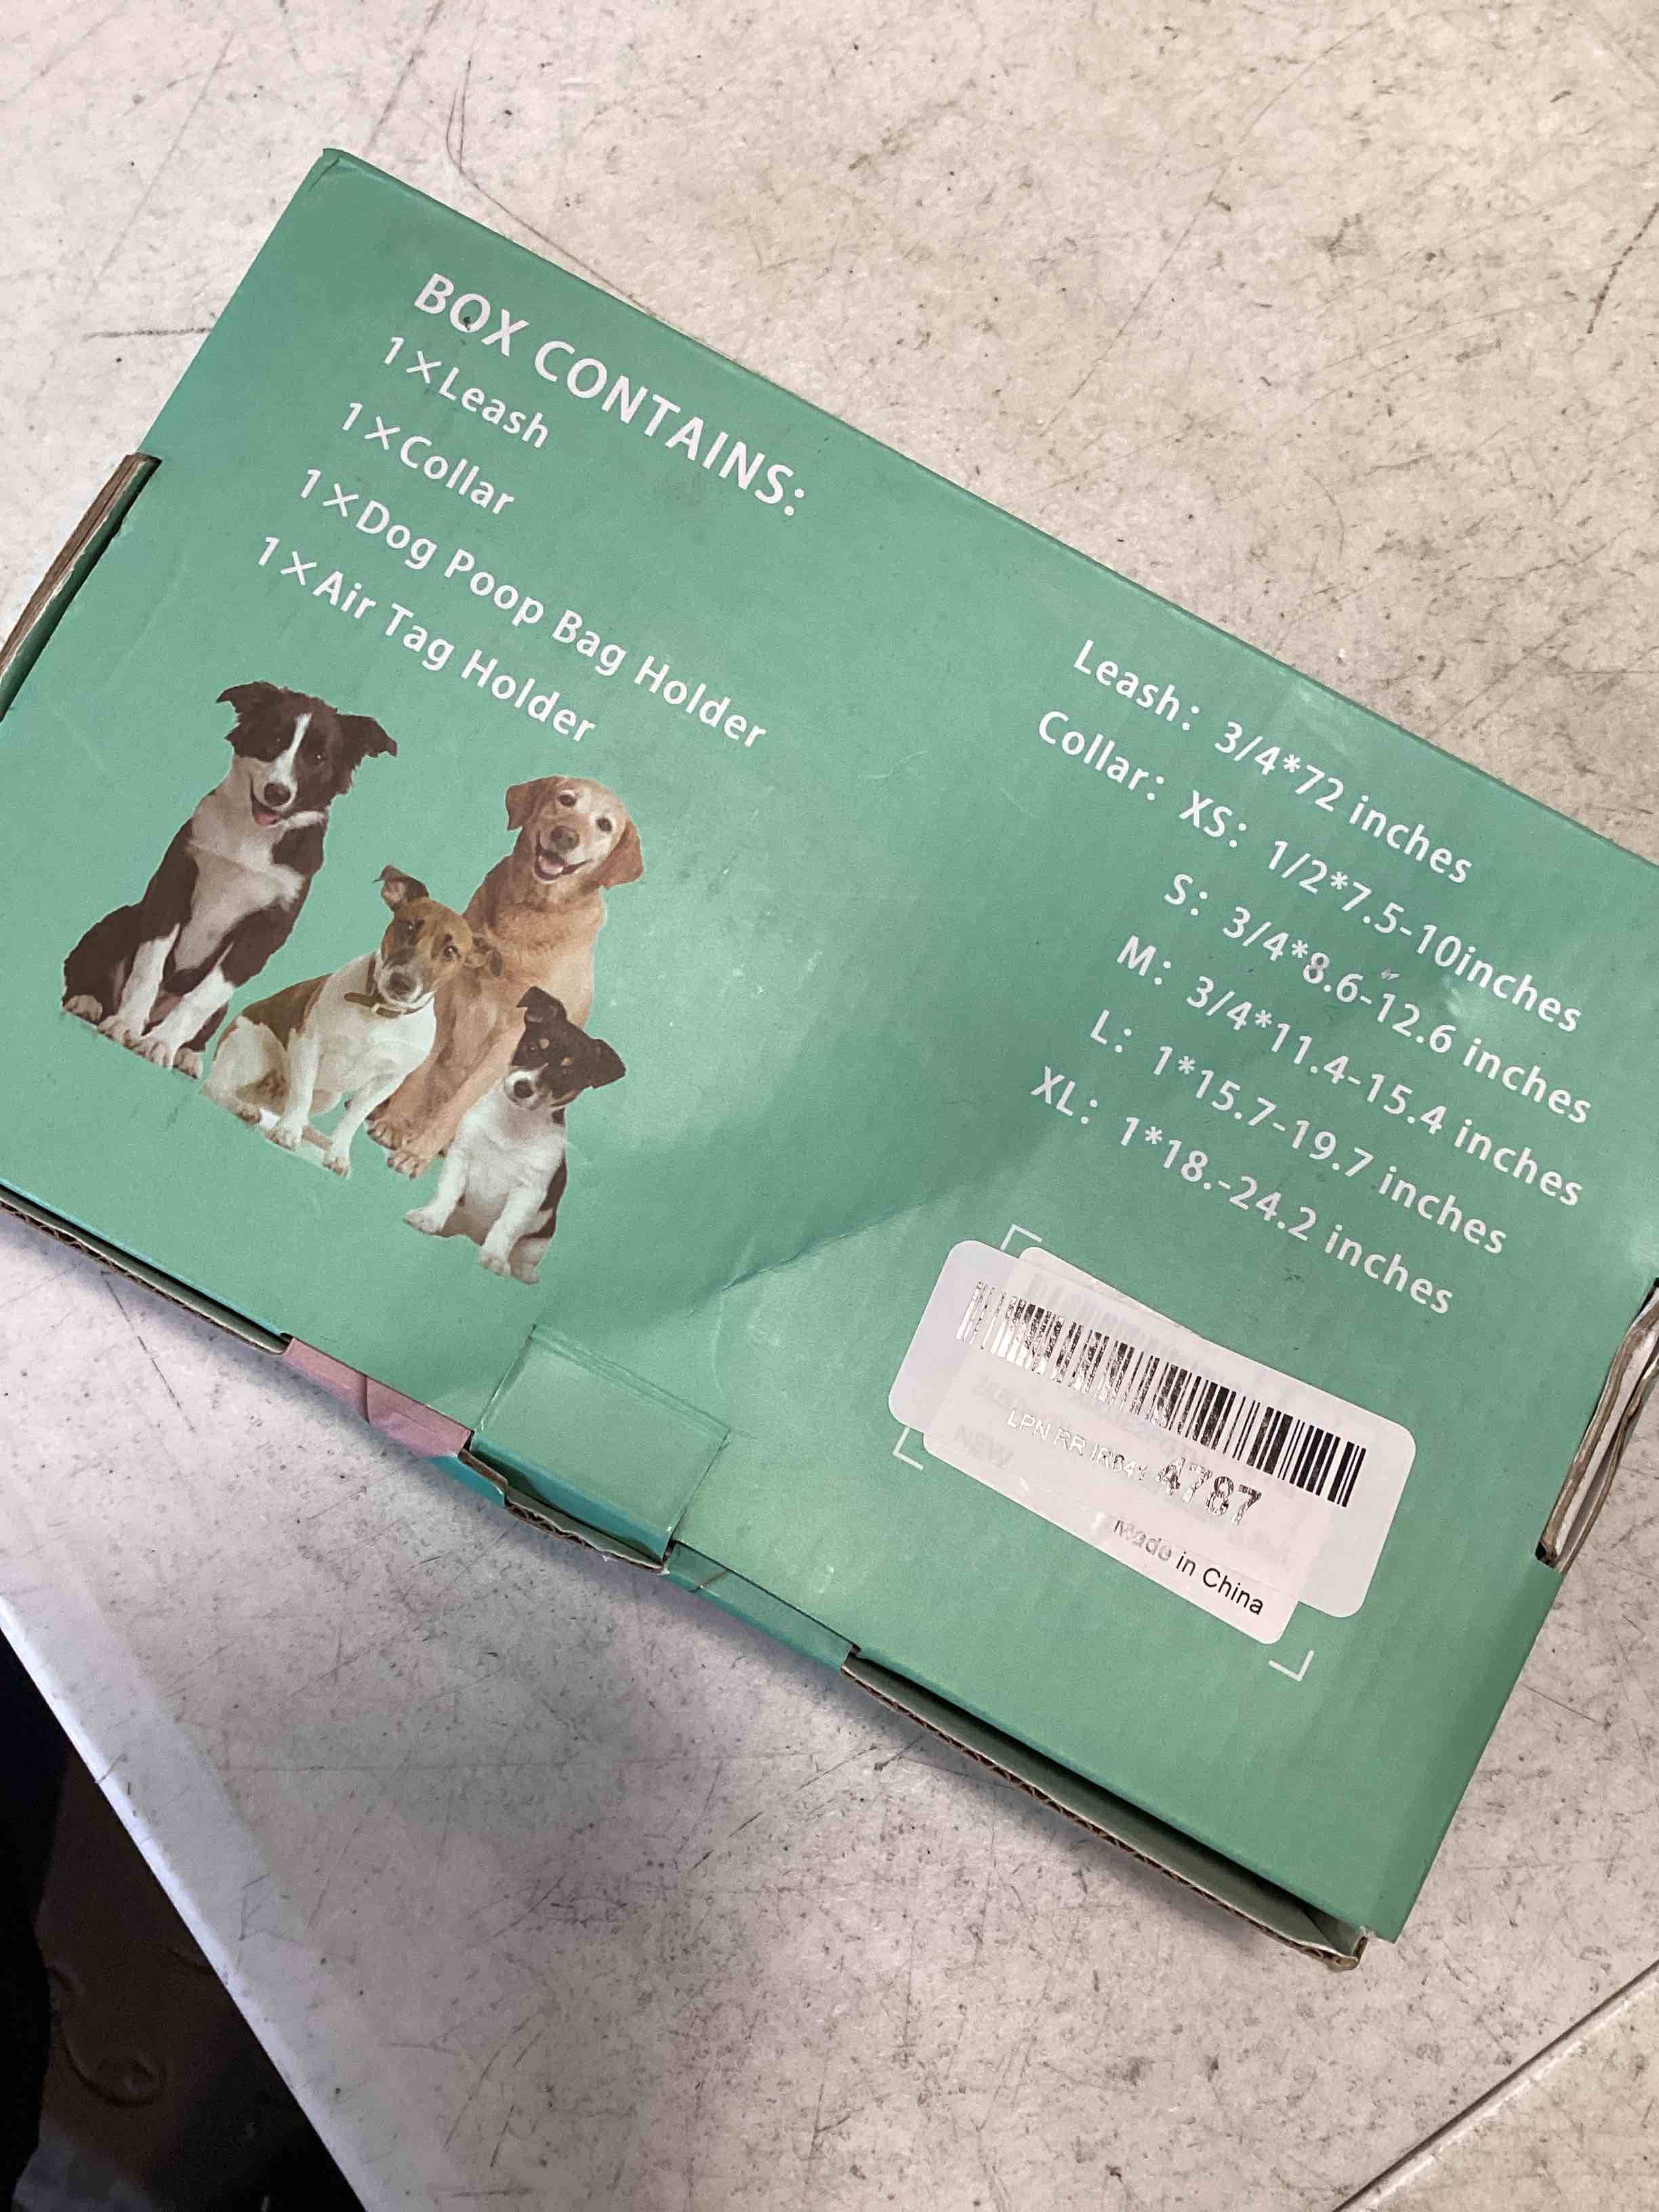 BOX CONTAINS:
1×Leash
1×Collar
1×Dog Poop Bag Holder
1×Air Tag Holder
Leash: 3/4*72 inches
Collar: XS: 1/2*7.5-10inches
S: 3/4*8.6-12.6 inches
M: 3/4*11.4-15.4 inches
L: 1*15.7-19.7 inches
XL: 1*18.-24.2 inches
LPN RR 4787
NEW
Made in China